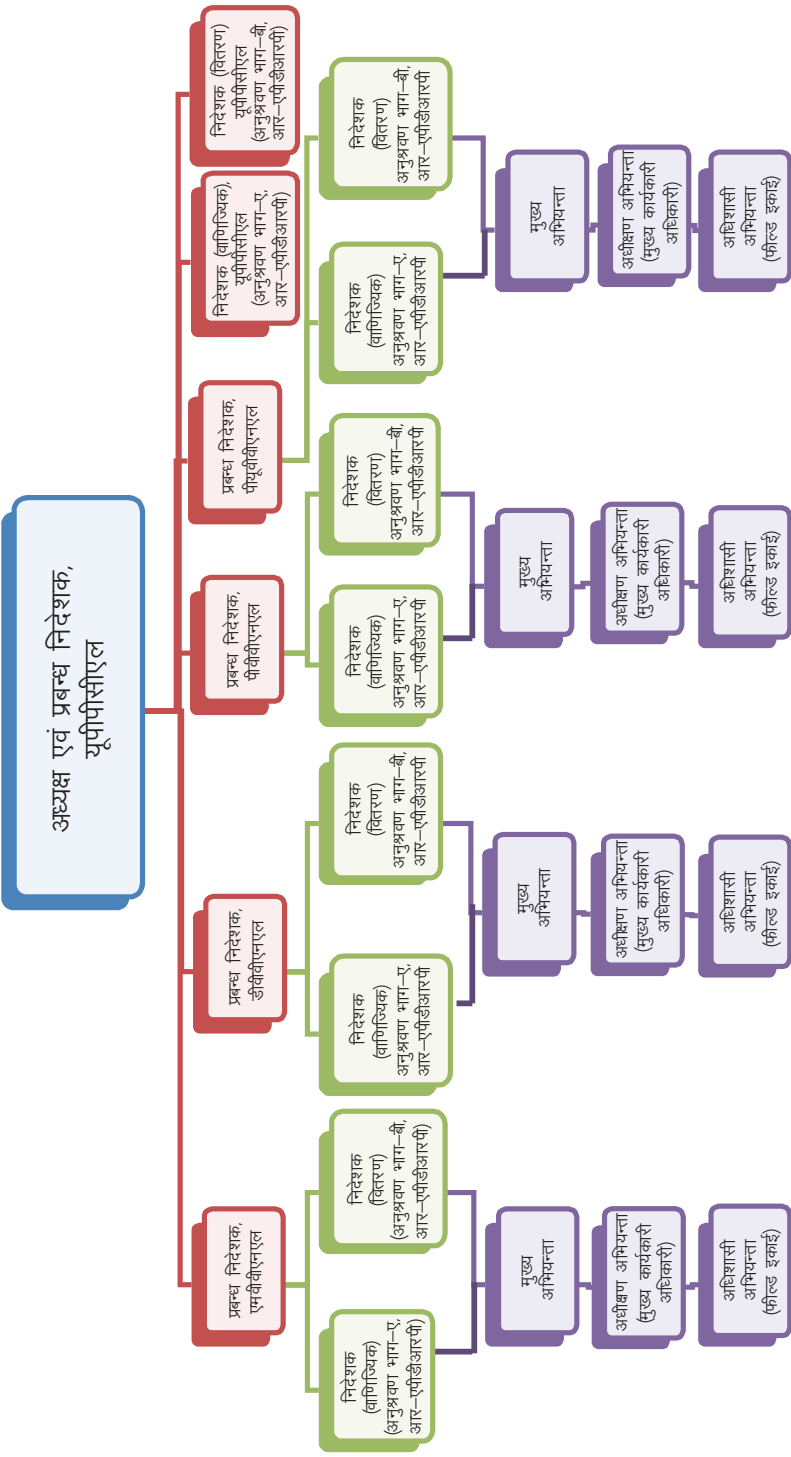 अध्यक्ष एवं प्रबन्ध निदेशक,
यूपीपीसीएल
प्रबन्ध निदेशक,
एमवीवीएनएल
प्रबन्ध निदेशक,
डीवीवीएनएल
प्रबन्ध निदेशक,
पीवीवीएनएल
प्रबन्ध निदेशक,
पीयूवीवीएनएल
निदेशक (वाणिज्यिक),
यूपीपीसीएल
(अनुश्रवण भाग–ए,
आर–एपीडीआरपी)
निदेशक (वितरण)
यूपीपीसीएल
(अनुश्रवण भाग–बी,
आर–एपीडीआरपी)
निदेशक
(वाणिज्यिक)
(अनुश्रवण भाग–ए,
आर–एपीडीआरपी)
निदेशक
(वितरण)
(अनुश्रवण भाग–बी,
आर–एपीडीआरपी)
निदेशक
(वाणिज्यिक)
अनुश्रवण भाग–ए,
आर–एपीडीआरपी
निदेशक
(वितरण)
अनुश्रवण भाग–बी,
आर–एपीडीआरपी
निदेशक
(वाणिज्यिक)
अनुश्रवण भाग–ए,
आर–एपीडीआरपी
निदेशक
(वितरण)
अनुश्रवण भाग–बी,
आर–एपीडीआरपी
निदेशक
(वाणिज्यिक)
अनुश्रवण भाग–ए,
आर–एपीडीआरपी
निदेशक
(वितरण)
अनुश्रवण भाग–बी,
आर–एपीडीआरपी
मुख्य
अभियन्ता
मुख्य
अभियन्ता
मुख्य
अभियन्ता
मुख्य
अभियन्ता
अधीक्षण अभियन्ता
(मुख्य कार्यकारी
अधिकारी)
अधीक्षण अभियन्ता
(मुख्य कार्यकारी
अधिकारी)
अधीक्षण अभियन्ता
(मुख्य कार्यकारी
अधिकारी)
अधीक्षण अभियन्ता
(मुख्य कार्यकारी
अधिकारी)
अधिशासी
अभियन्ता
(फील्ड इकाई)
अधिशासी
अभियन्ता
(फील्ड इकाई)
अधिशासी
अभियन्ता
(फील्ड इकाई)
अधिशासी
अभियन्ता
(फील्ड इकाई)